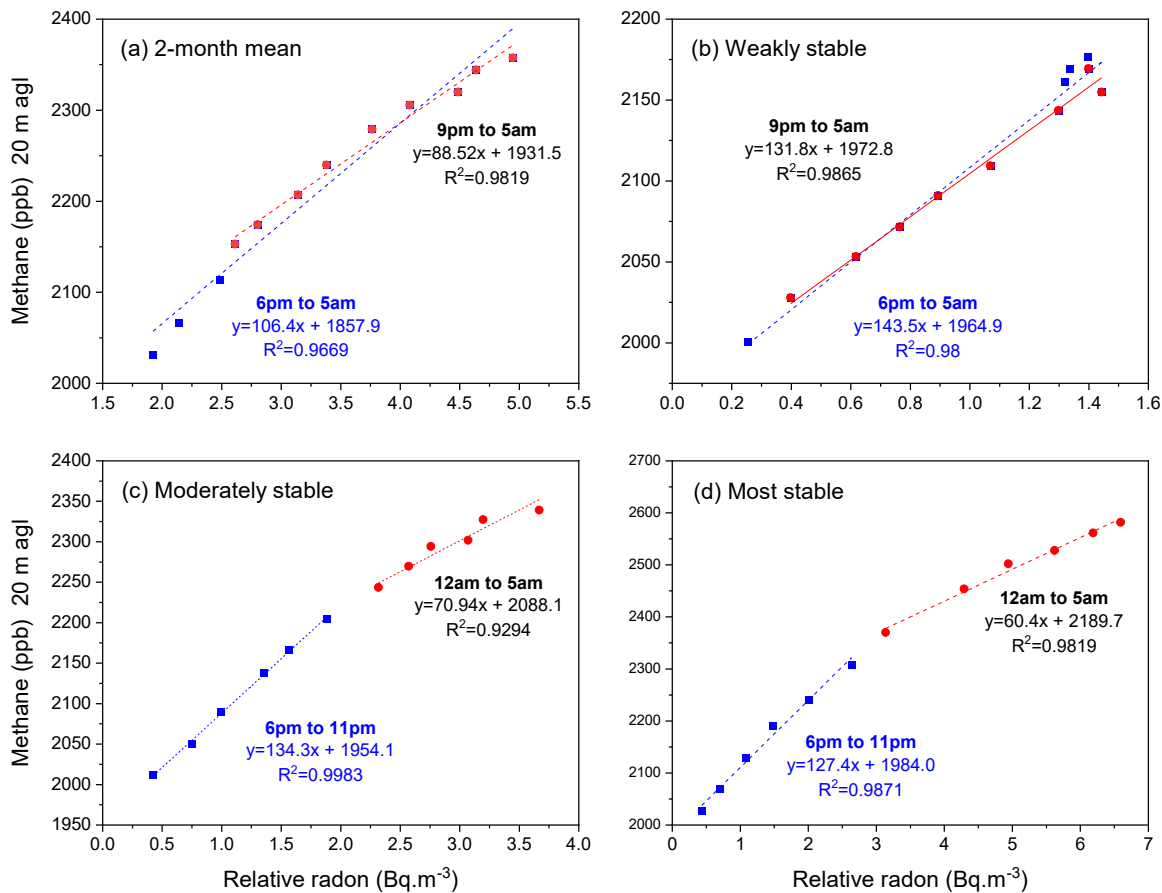 (a) 2-month mean
Methane (ppb)  20 m agl
2400
2300
2200
2100
2000
9pm to 5am
y=88.52x + 1931.5
R²=0.9819
6pm to 5am
y=106.4x + 1857.9
R²=0.9669
1.5 2.0 2.5 3.0 3.5 4.0 4.5 5.0 5.5
(b) Weakly stable
2150
2100
2050
2000
9pm to 5am
y=131.8x + 1972.8
R²=0.9865
6pm to 5am
y=143.5x + 1964.9
R²=0.98
0.0 0.2 0.4 0.6 0.8 1.0 1.2 1.4 1.6
(c) Moderately stable
Methane (ppb)  20 m agl
2400
2350
2300
2250
2200
2150
2100
2050
2000
1950
12am to 5am
y=70.94x + 2088.1
R²=0.9294
6pm to 11pm
y=134.3x + 1954.1
R²=0.9983
0.0 0.5 1.0 1.5 2.0 2.5 3.0 3.5 4.0
Relative radon (Bq.m⁻³)
(d) Most stable
2700
2600
2500
2400
2300
2200
2100
2000
12am to 5am
y=60.4x + 2189.7
R²=0.9819
6pm to 11pm
y=127.4x + 1984.0
R²=0.9871
0 1 2 3 4 5 6 7
Relative radon (Bq.m⁻³)